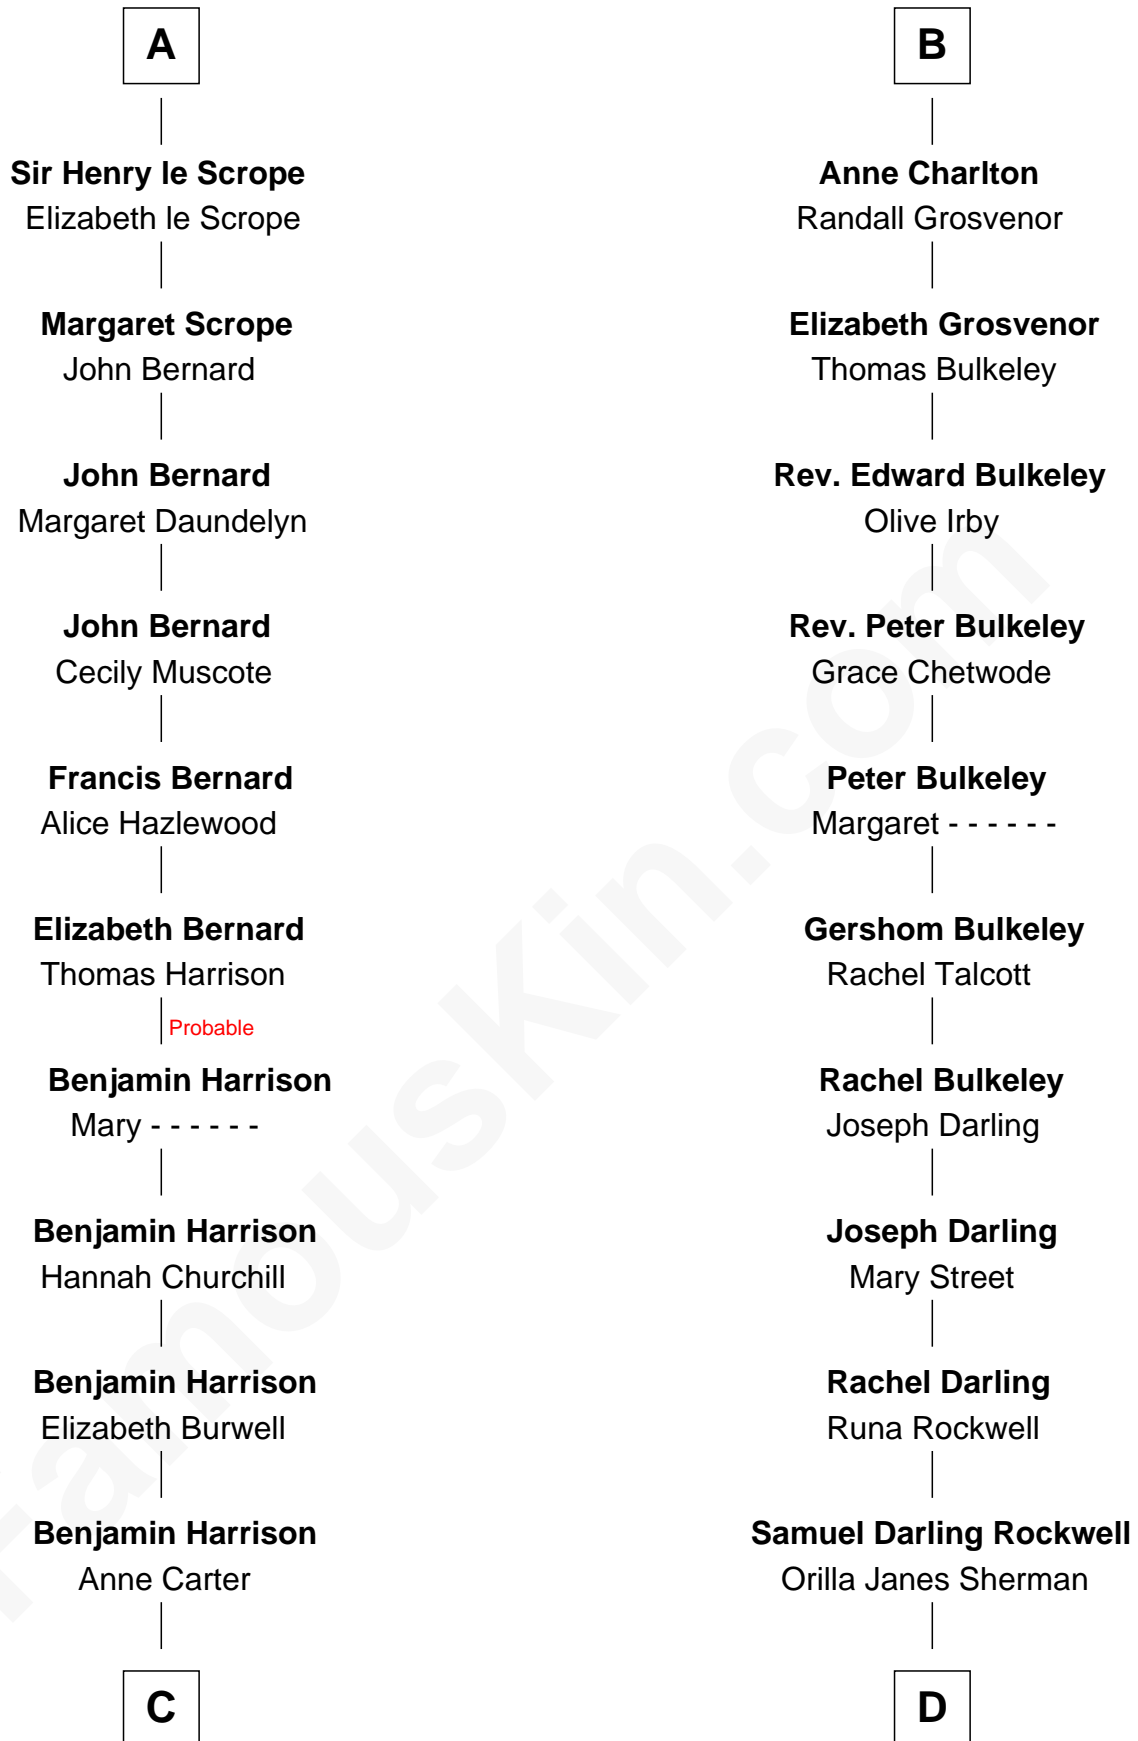 A
Sir Henry le Scrope
Elizabeth le Scrope
Margaret Scrope
John Bernard
John Bernard
Margaret Daundelyn
John Bernard
Cecily Muscote
Francis Bernard
Alice Hazlewood
Elizabeth Bernard
Thomas Harrison
Probable
Benjamin Harrison
Mary - - - - - -
Benjamin Harrison
Hannah Churchill
Benjamin Harrison
Elizabeth Burwell
Benjamin Harrison
Anne Carter
C
B
Anne Charlton
Randall Grosvenor
Elizabeth Grosvenor
Thomas Bulkeley
Rev. Edward Bulkeley
Olive Irby
Rev. Peter Bulkeley
Grace Chetwode
Peter Bulkeley
Margaret - - - - - -
Gershom Bulkeley
Rachel Talcott
Rachel Bulkeley
Joseph Darling
Joseph Darling
Mary Street
Rachel Darling
Runa Rockwell
Samuel Darling Rockwell
Orilla Janes Sherman
D
FamousKin.com